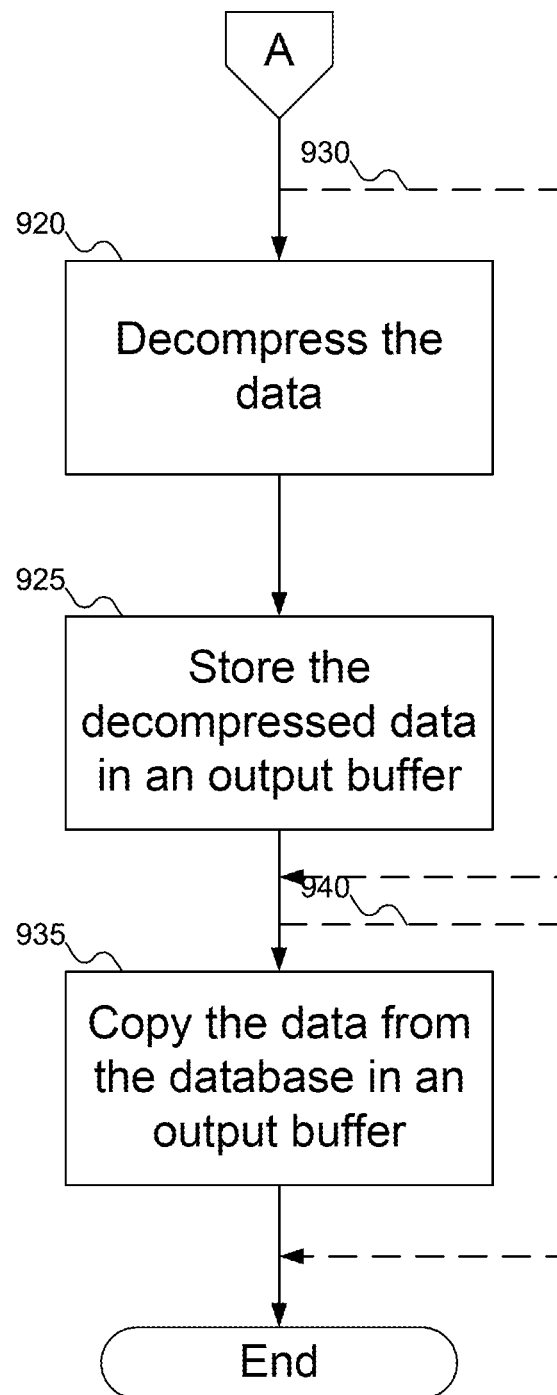 A
930
920
Decompress the
data
925
Store the
decompressed data
in an output buffer
940
935
Copy the data from
the database in an
output buffer
End